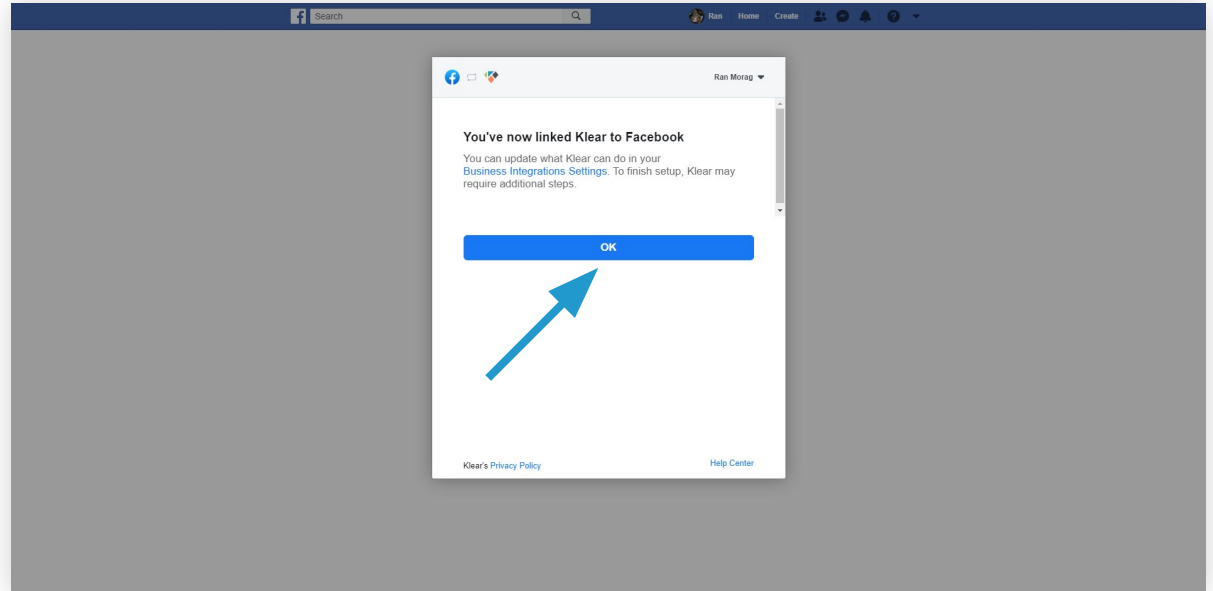 Search
Ran Home Create
Ran Morag
You've now linked Klear to Facebook
You can update what Klear can do in your
Business Integrations Settings. To finish setup, Klear may
require additional steps.
OK
Klear's Privacy Policy
Help Center